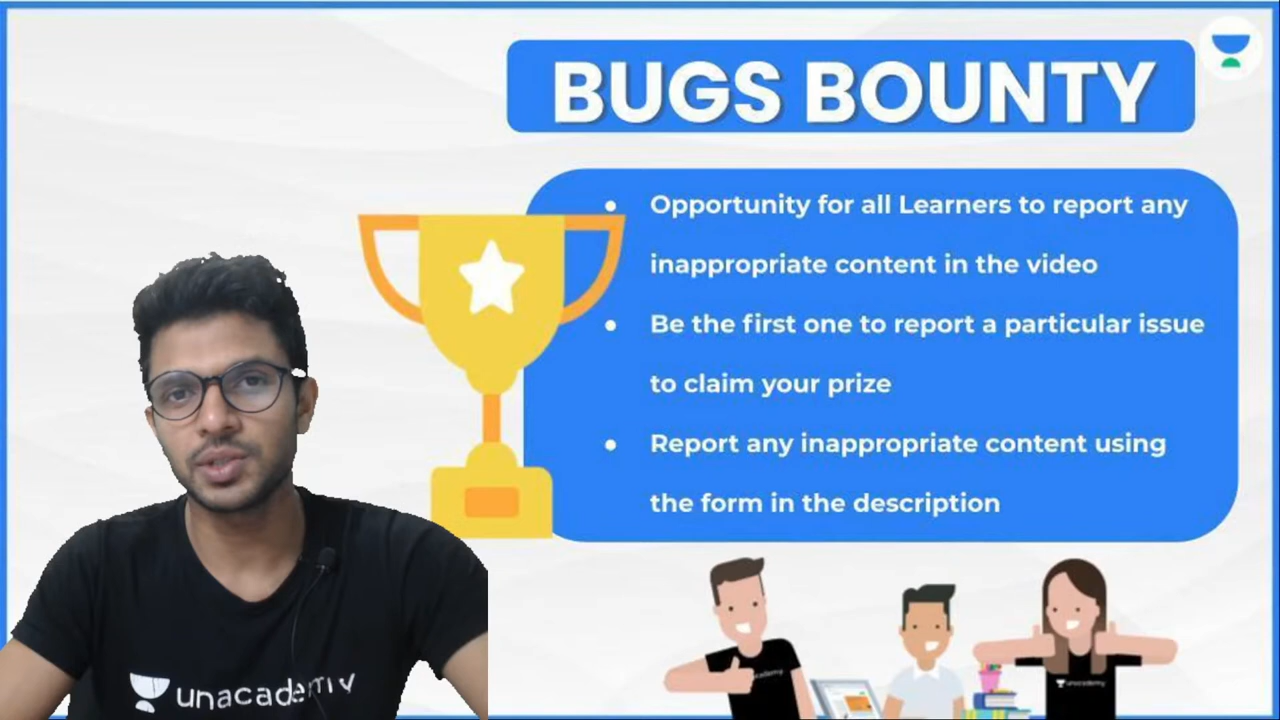 BUGS BOUNTY
Opportunity for all Learners to report any
inappropriate content in the video
Be the first one to report a particular issue
to claim your prize
Report any inappropriate content using
the form in the description
unacademy
unacademy